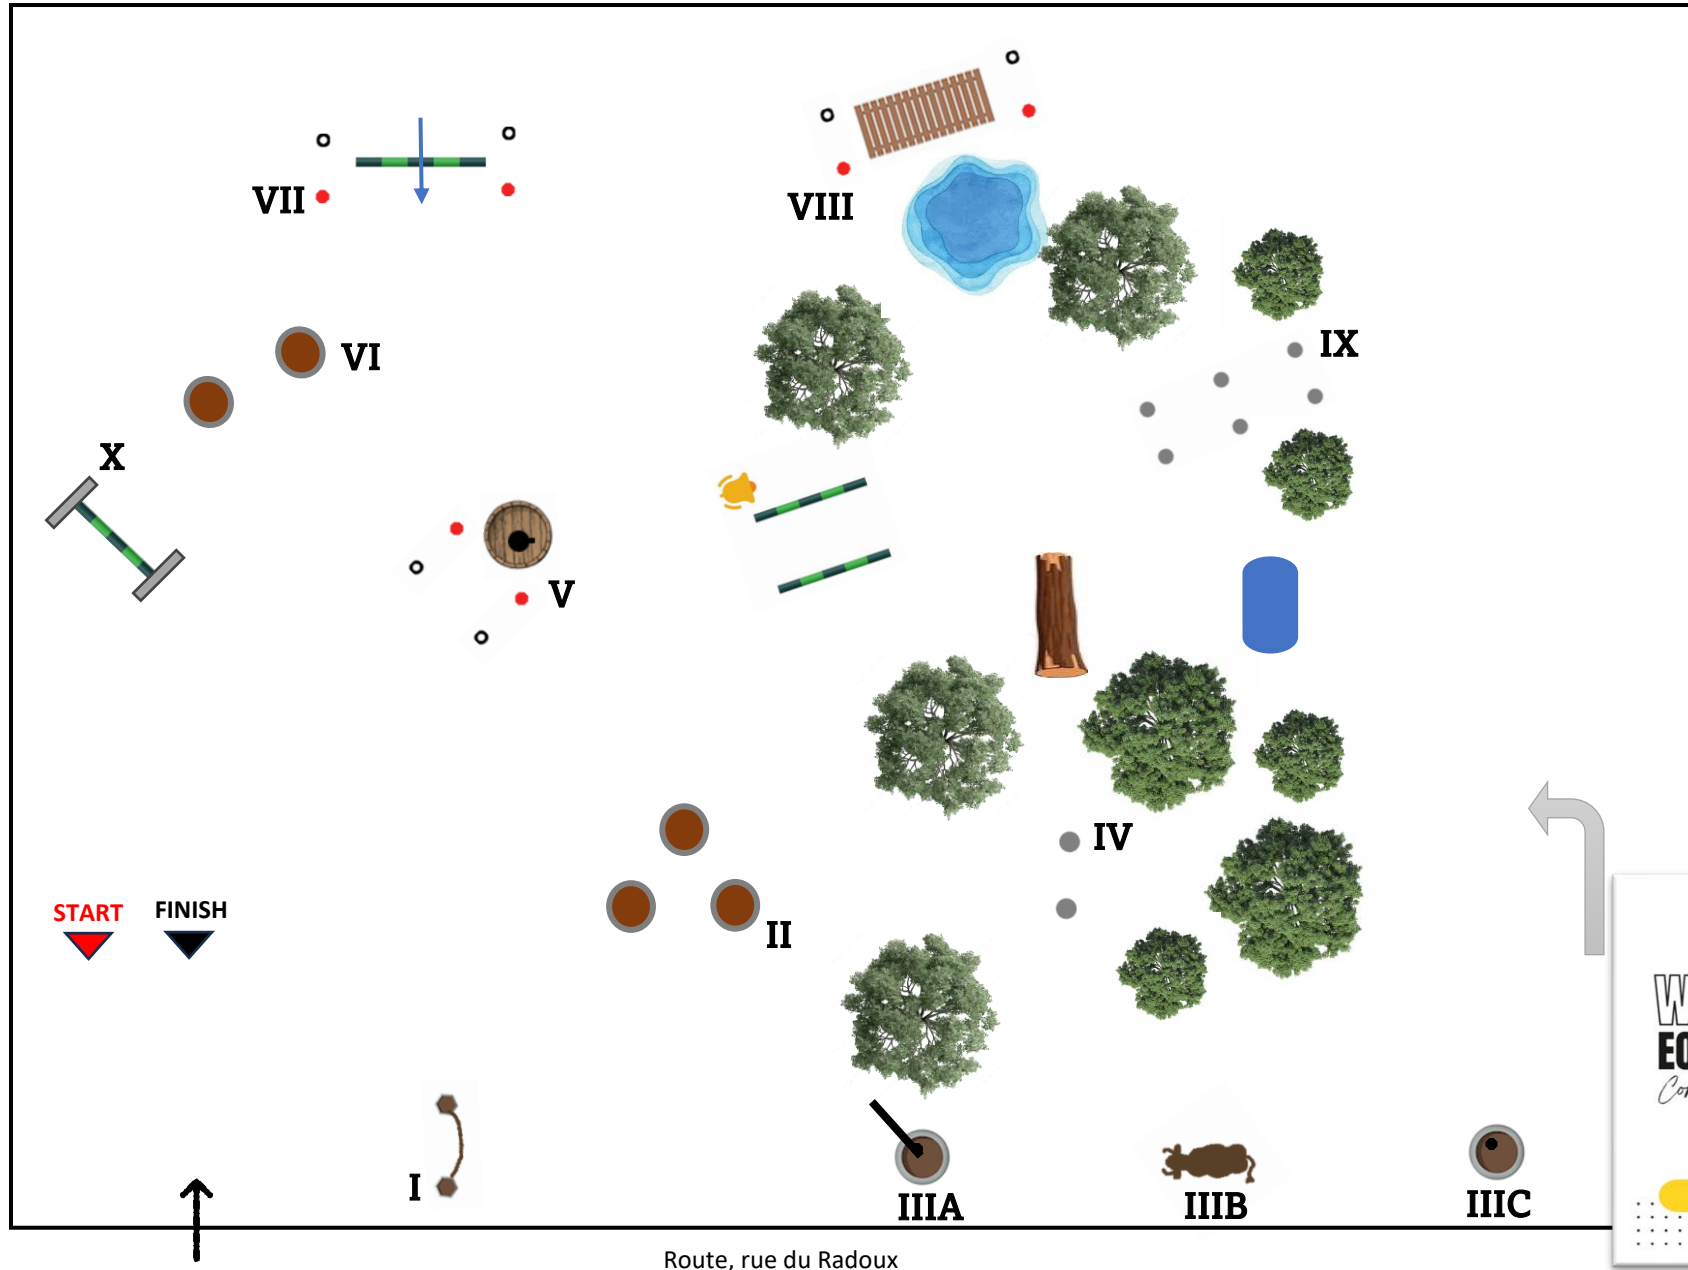 VII
VIII
IX
VI
X
V
IV
START
FINISH
II
I
IIIA
IIIB
IIIC
Route, rue du Radoux